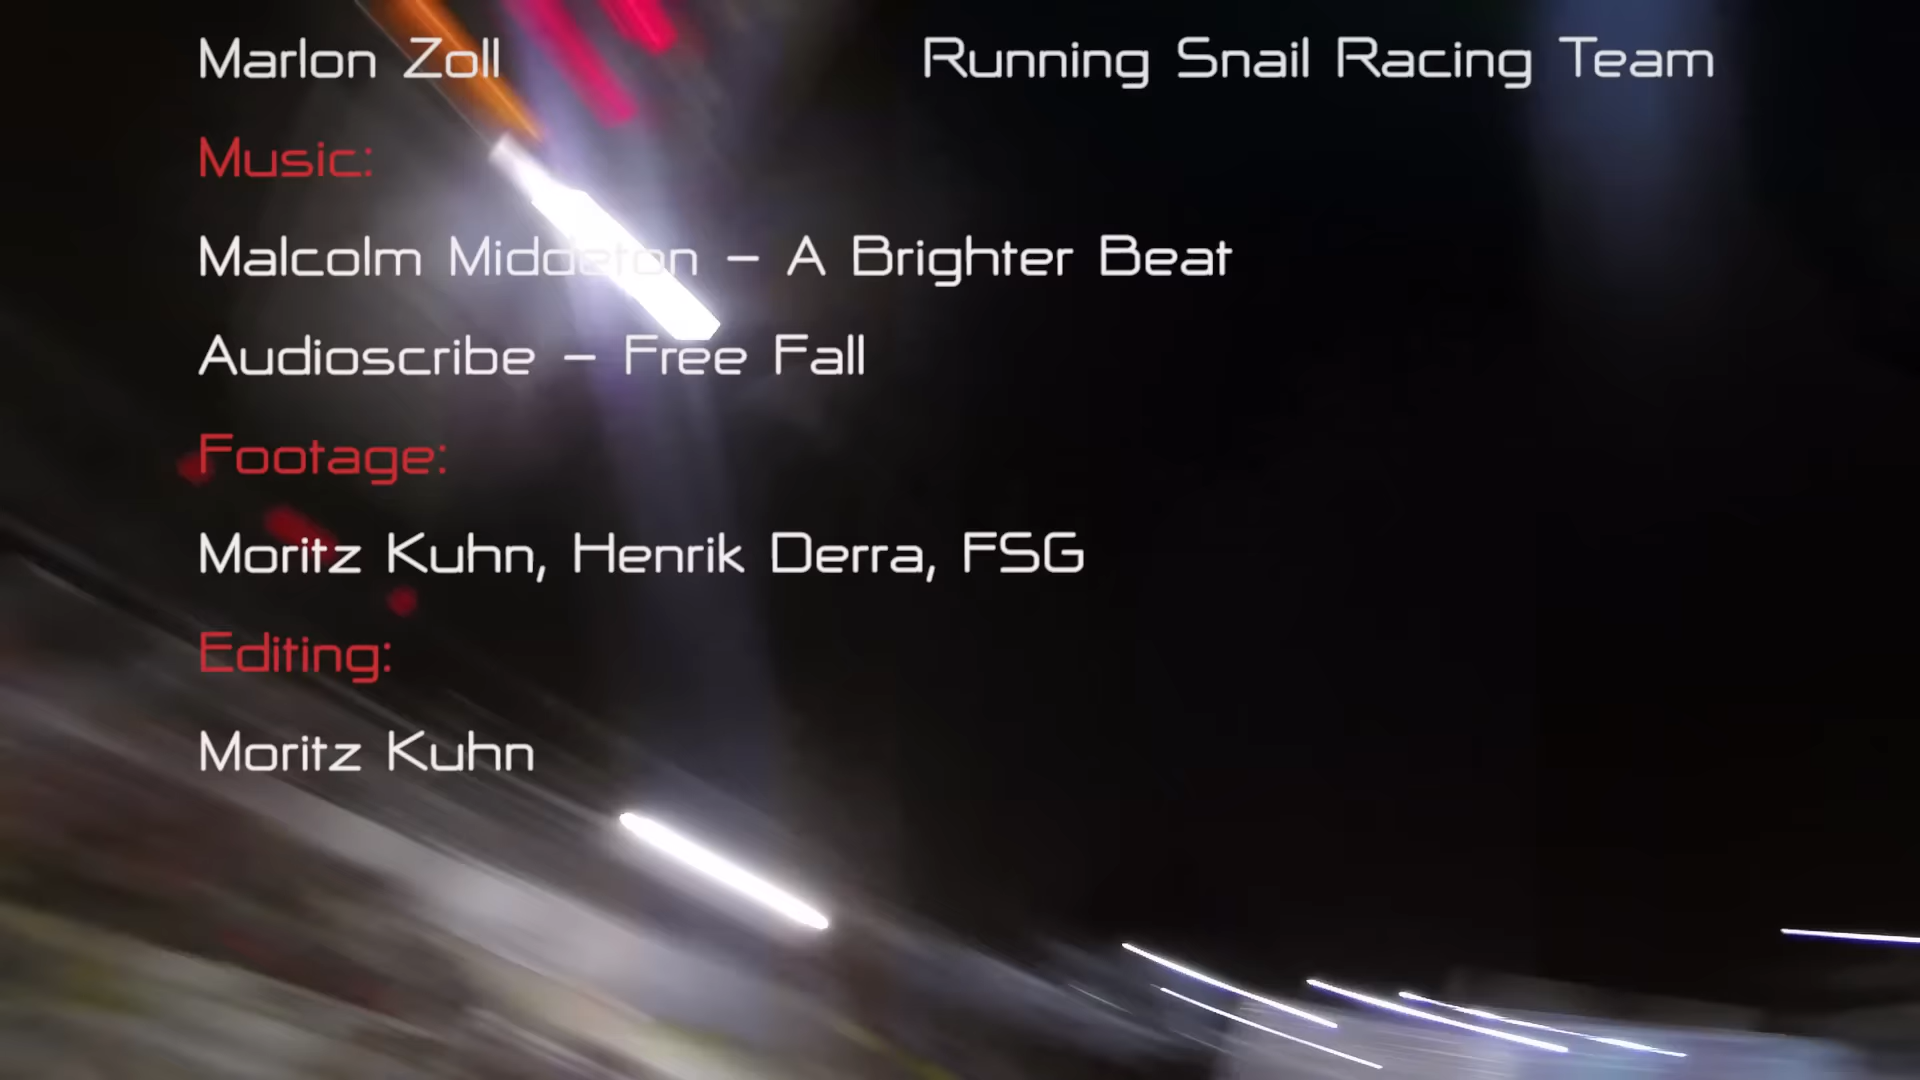 Marlon Zoll Running Snail Racing Team
Music:
Malcolm Middleton – A Brighter Beat
Audioscribe – Free Fall
Footage:
Moritz Kuhn, Henrik Derra, FSG
Editing:
Moritz Kuhn